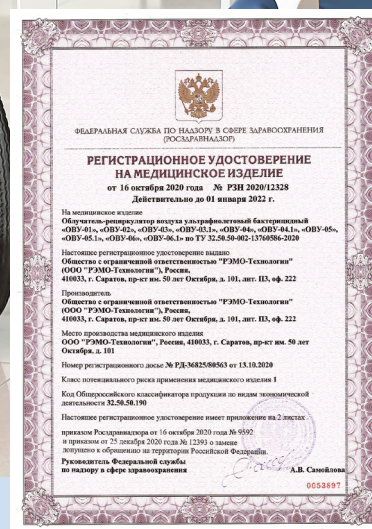 ФЕДЕРАЛЬНАЯ СЛУЖБА ПО НАДЗОРУ В СФЕРЕ ЗДРАВООХРАНЕНИЯ
(РОСЗДРАВНАДЗОР)
РЕГИСТРАЦИОННОЕ УДОСТОВЕРЕНИЕ
НА МЕДИЦИНСКОЕ ИЗДЕЛИЕ
от 16 октября 2020 года № РЗН 2020/12328
Действительно до 01 января 2022 г.
На медицинское изделие
Облучатель-рециркулятор воздуха ультрафиолетовый бактерицидный
«ОВУ-01», «ОВУ-02», «ОВУ-03», «ОВУ-03.1», «ОВУ-04», «ОВУ-04.1», «ОВУ-05»,
«ОВУ-05.1», «ОВУ-06», «ОВУ-06.1» по ТУ 32.50.50-002-13760586-2020
Настоящее регистрационное удостоверение выдано
Общество с ограниченной ответственностью "РЭМО-Технологии"
(ООО "РЭМО-Технологии"), Россия,
410033, г. Саратов, пр-кт им. 50 лет Октября, д. 101, лит. П3, оф. 222
Производитель
Общество с ограниченной ответственностью "РЭМО-Технологии"
(ООО "РЭМО-Технологии"), Россия,
410033, г. Саратов, пр-кт им. 50 лет Октября, д. 101, лит. П3, оф. 222
Место производства медицинского изделия
ООО "РЭМО-Технологии", Россия, 410033, г. Саратов, пр-кт им. 50 лет
Октября, д. 101
Номер регистрационного досье № РД-36825/80563 от 13.10.2020
Класс потенциального риска применения медицинского изделия 1
Код Общероссийского классификатора продукции по видам экономической
деятельности 32.50.50.190
Настоящее регистрационное удостоверение имеет приложение на 2 листах
приказом Росздравнадзора от 16 октября 2020 года № 9592
и приказом от 25 декабря 2020 года № 12393 о замене
допущено к обращению на территории Российской Федерации.
Руководитель Федеральной службы
по надзору в сфере здравоохранения
А.В. Самойлова
0053897